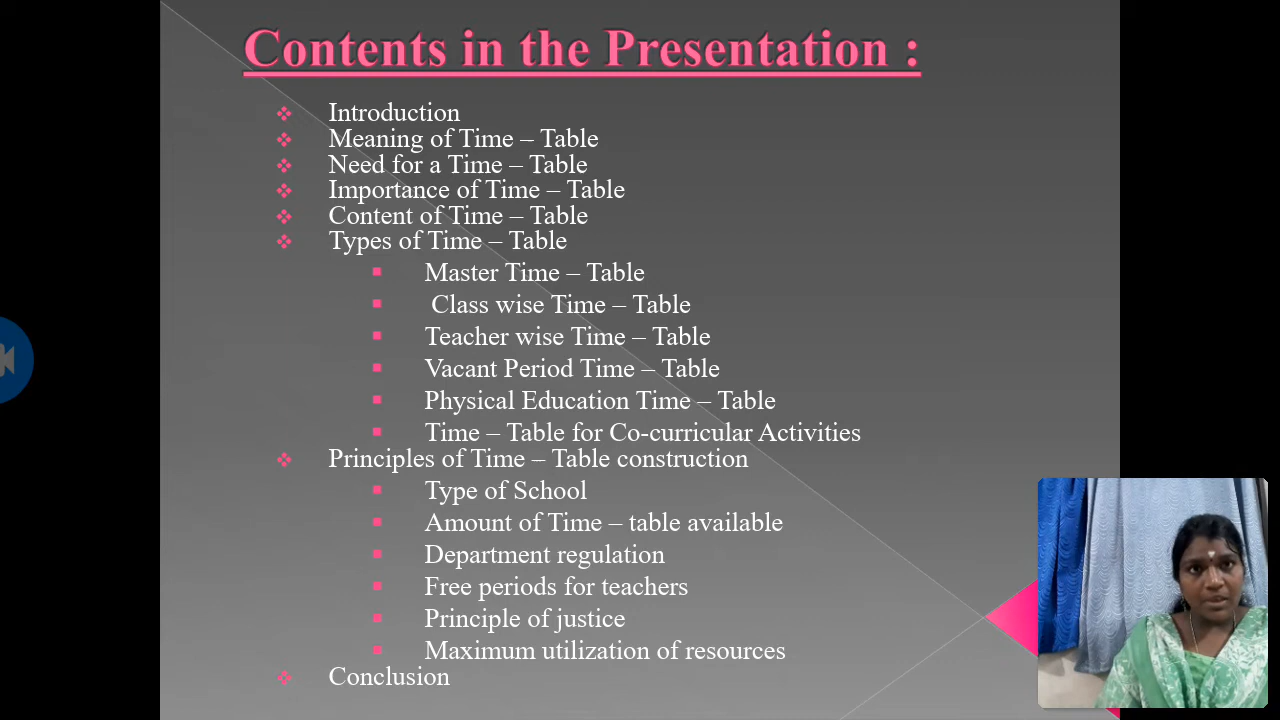 Contents in the Presentation :
Introduction
Meaning of Time – Table
Need for a Time – Table
Importance of Time – Table
Content of Time – Table
Types of Time – Table
Master Time – Table
Class wise Time – Table
Teacher wise Time – Table
Vacant Period Time – Table
Physical Education Time – Table
Time – Table for Co-curricular Activities
Principles of Time – Table construction
Type of School
Amount of Time – table available
Department regulation
Free periods for teachers
Principle of justice
Maximum utilization of resources
Conclusion